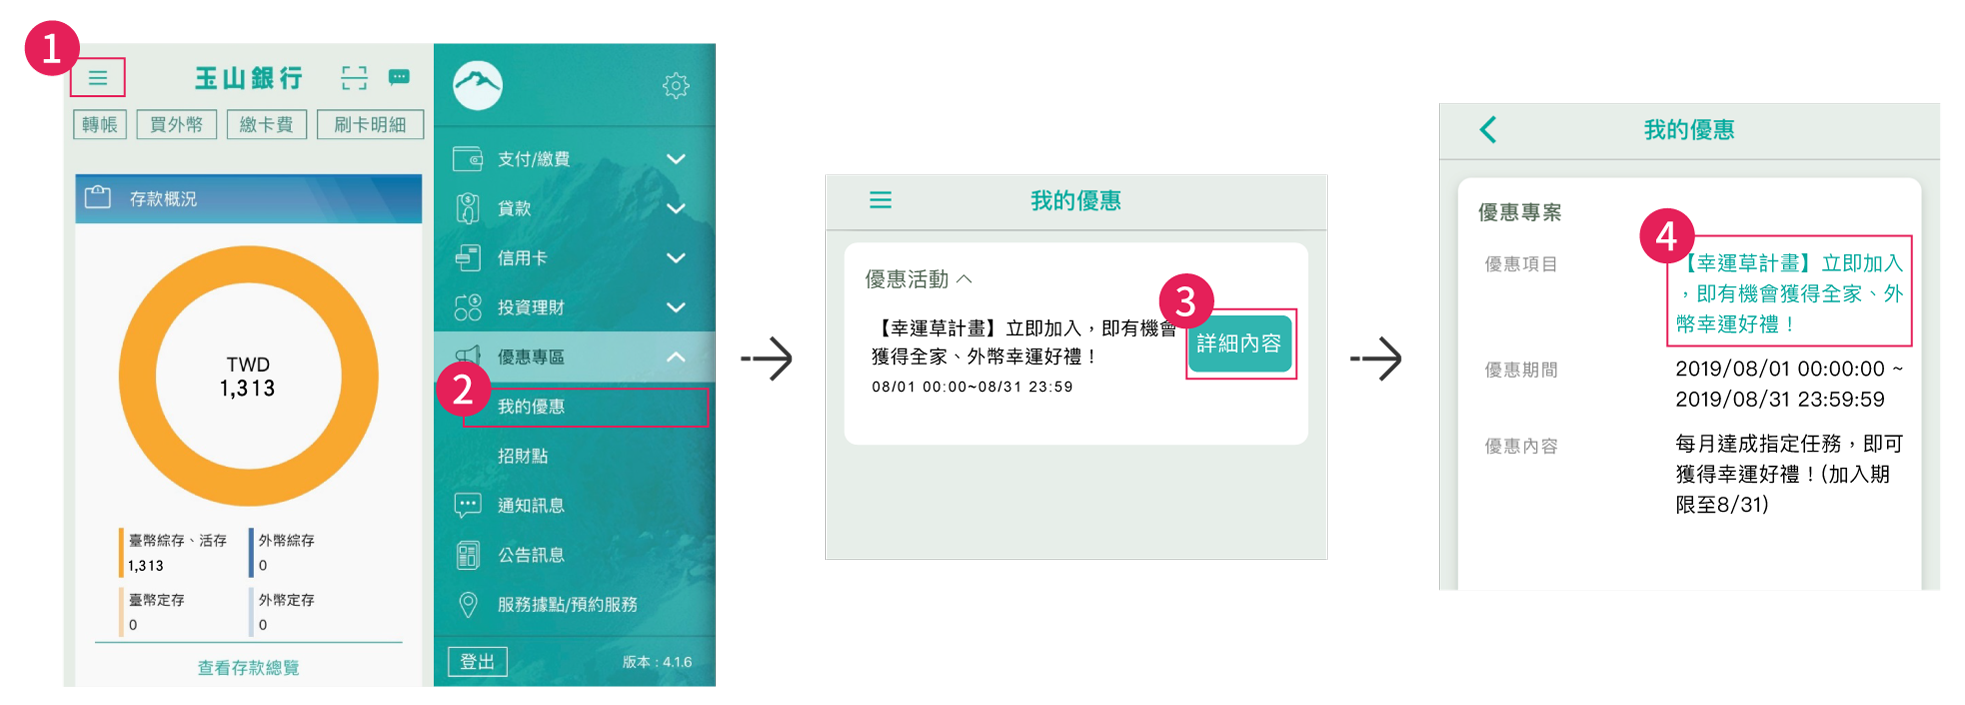 1
玉山銀行
轉帳 買外幣 繳卡費 刷卡明細
存款概況
TWD
1,313
臺幣綜存、活存 外幣綜存
1,313 0
臺幣定存 外幣定存
0 0
查看存款總覽
支付/繳費
貸款
信用卡
投資理財
優惠專區
2
我的優惠
招財點
通知訊息
公告訊息
服務據點/預約服務
登出 版本 : 4.1.6
我的優惠
優惠活動
3
【幸運草計畫】立即加入，即有機會
獲得全家、外幣幸運好禮！
08/01 00:00~08/31 23:59
詳細內容
我的優惠
優惠專案
4
優惠項目
【幸運草計畫】立即加入
，即有機會獲得全家、外
幣幸運好禮！
優惠期間
2019/08/01 00:00:00 ~
2019/08/31 23:59:59
優惠內容
每月達成指定任務，即可
獲得幸運好禮！(加入期
限至8/31)